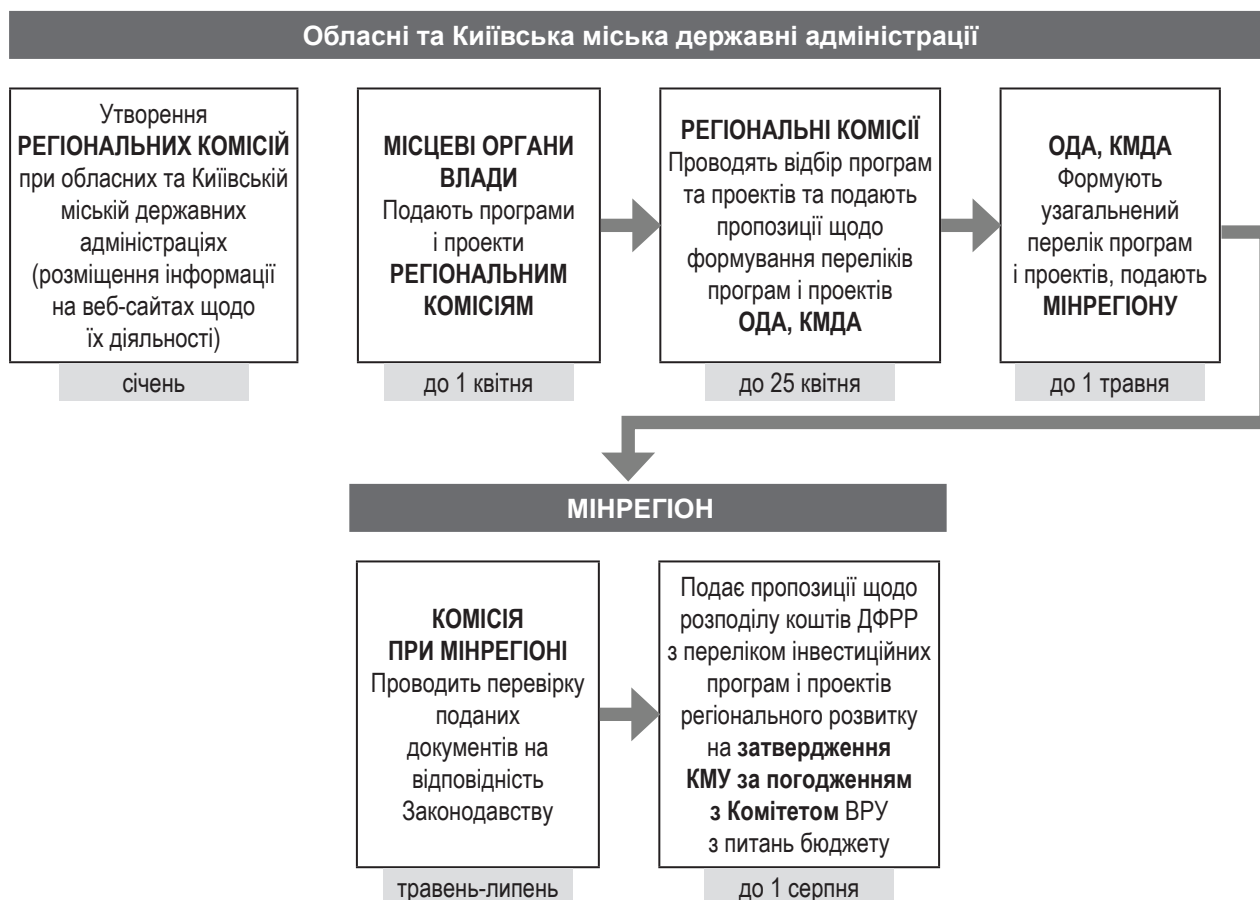 Обласні та Киіївська міська державні адміністрації
Утворення
РЕГІОНАЛЬНИХ КОМІСІЙ
при обласних та Киіївській
міській державних
адміністраціях
(розміщення інформації
на веб-сайтах щодо
їх діяльності)
січень
МІСЦЕВІ ОРГАНИ
ВЛАДИ
Подають програми
і проекти
РЕГІОНАЛЬНИМ
КОМІСІЯМ
до 1 квітня
РЕГІОНАЛЬНІ КОМІСІЇ
Проводять відбір програм
та проектів та подають
пропозиції щодо
формування переліків
програм і проектів
ОДА, КМДА
до 25 квітня
ОДА, КМДА
Формують
узагальнений
перелік програм
і проектів, подають
МІНРЕГІОНУ
до 1 травня
МІНРЕГІОН
КОМІСІЯ
ПРИ МІНРЕГІОНІ
Проводить перевірку
поданих
документів на
відповідність
Законодавству
травень-липень
Подає пропозиції щодо
розподілу коштів ДФРР
з переліком інвестиційних
програм і проектів
регіонального розвитку
на затвердження
КМУ за погодженням
з Комітетом ВРУ
з питань бюджету
до 1 серпня